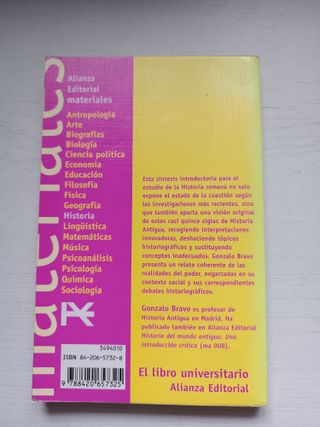 materiales
Alianza
Editorial
materiales
Antropología
Arte
Biografías
Biología
Ciencia política
Economía
Educación
Filosofía
Física
Geografía
Historia
Lingüística
Matemáticas
Música
Psicoanálisis
Psicología
Química
Sociología
3494010
ISBN 84-206-5732-8
9 788420 657325
Esta síntesis introductoria para el
estudio de la Historia romana no solo
expone el estado de la cuestión según
las investigaciones más recientes, sino
que también aporta una visión original
de estos casi quince siglos de Historia
Antigua, recogiendo interpretaciones
innovadoras, deshaciendo tópicos
historiográficos y sustituyendo
conceptos inadecuados. Gonzalo Bravo
presenta un relato coherente de las
realidades del poder, engarzadas en su
contexto social y sus correspondientes
debates historiográficos.
Gonzalo Bravo es profesor de
Historia Antigua en Madrid. Ha
publicado también en Alianza Editorial
Historia del mundo antiguo. Una
introducción crítica (ma 008).
El libro universitario
Alianza Editorial